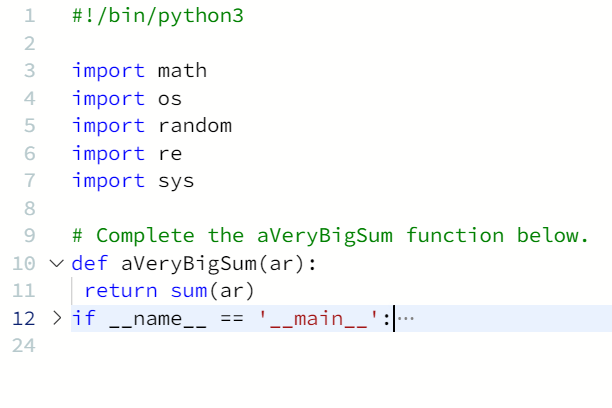 1 #!/bin/python3
2
3 import math
4 import os
5 import random
6 import re
7 import sys
8
9 # Complete the aVeryBigSum function below.
10 def aVeryBigSum(ar):
11 return sum(ar)
12 if __name__ == '__main__':…
24